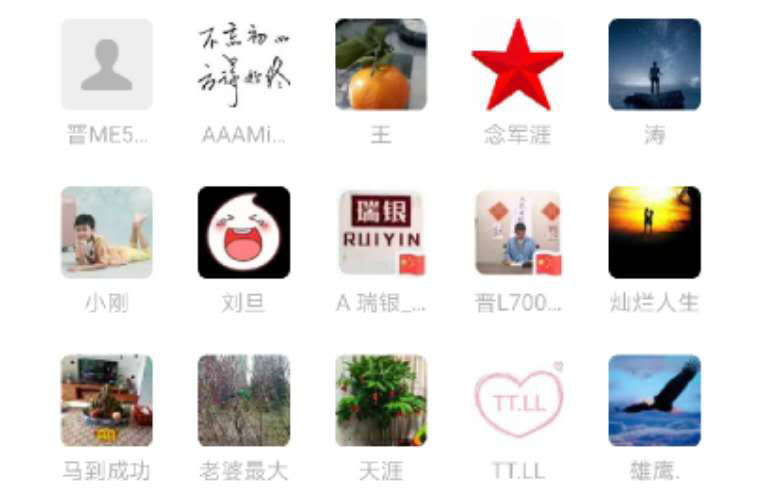 不忘初心
方得始终
晋ME5...
AAAMi...
王
念军涯
涛
瑞银
RUIYIN
小刚
刘旦
A 瑞银_...
晋L700...
灿烂人生
TT.LL
马到成功
老婆最大
天涯
TT.LL
雄鹰.